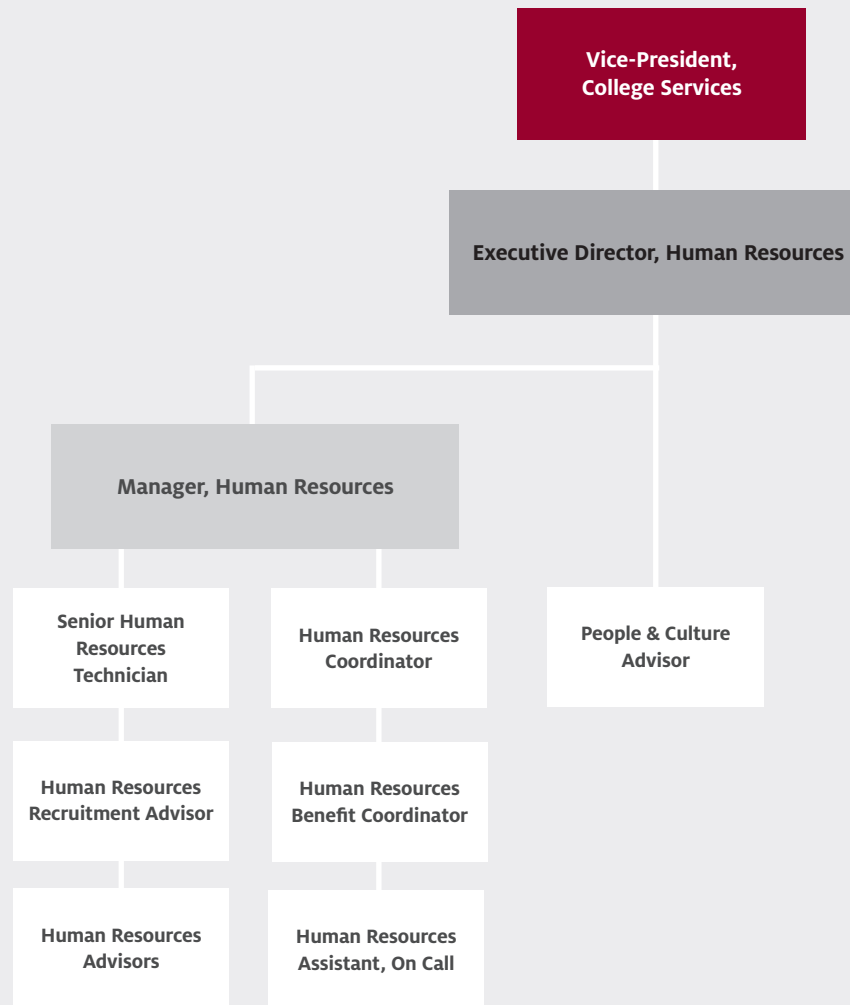 Vice-President,
College Services
Executive Director, Human Resources
Manager, Human Resources
Senior Human
Resources
Technician
Human Resources
Coordinator
People & Culture
Advisor
Human Resources
Recruitment Advisor
Human Resources
Benefit Coordinator
Human Resources
Advisors
Human Resources
Assistant, On Call